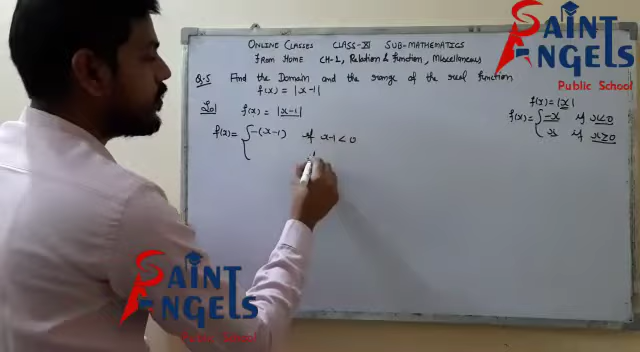 ONLINE CLASSES CLASS-XI SUB-MATHEMATICS
FROM HOME CH-2, Relation & Function, Miscellaneous
Q-5 Find the Domain and the range of the real function
f(x) = |x-1|
Sol f(x) = |x-1|
f(x) = { -(x-1) if x-1 < 0
f(x) = |x|
f(x) = { -x if x<0
x if x≥0
SAINT ANGELS
Public School
SAINT ANGELS
Public School